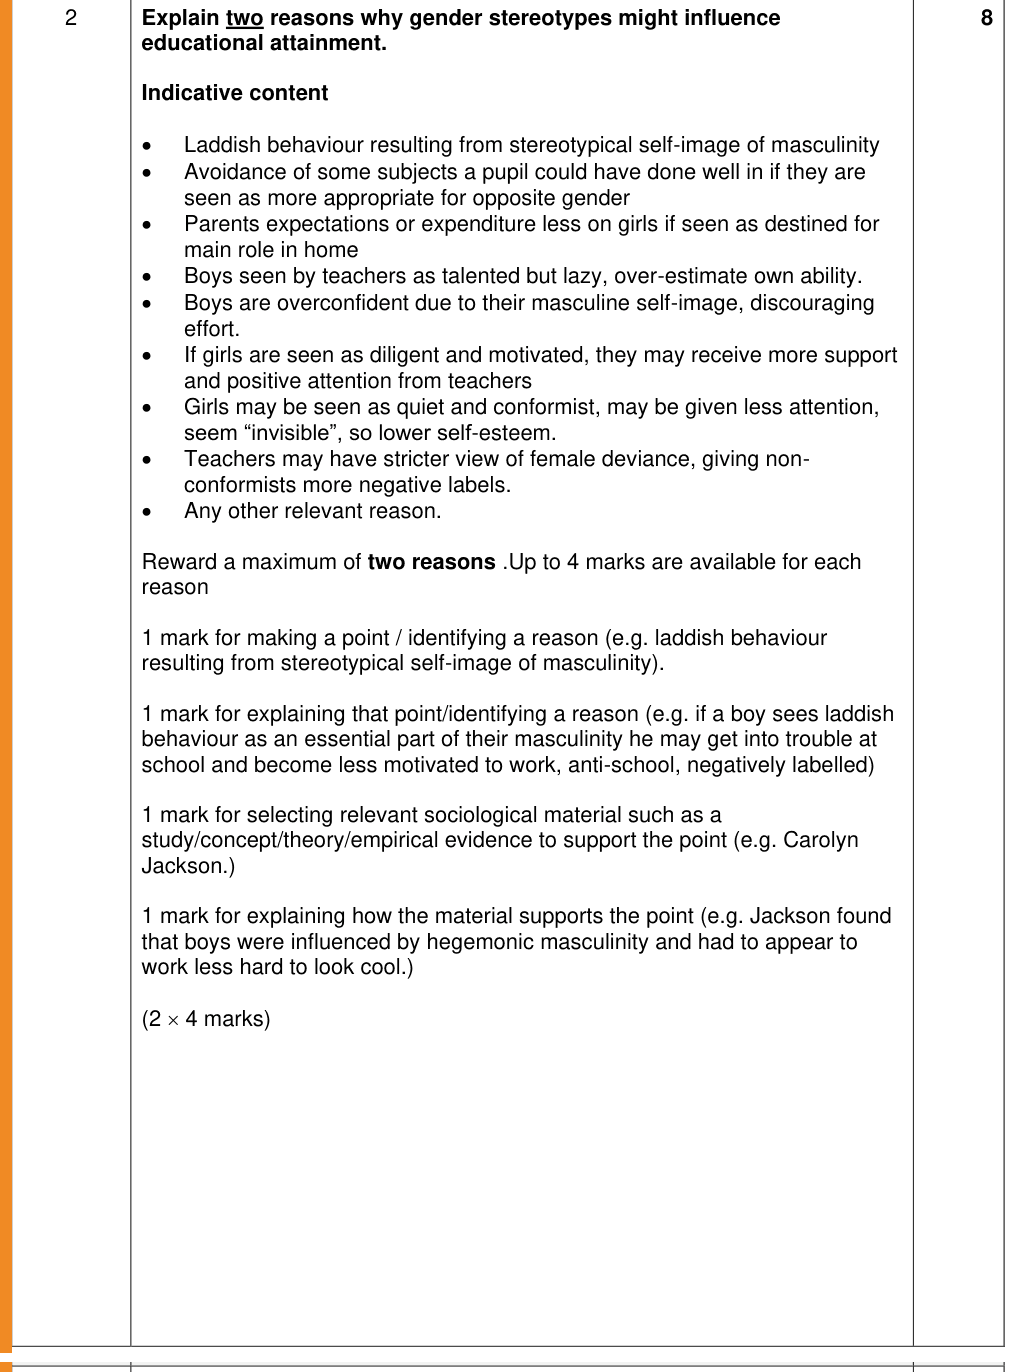 2 Explain two reasons why gender stereotypes might influence 8
educational attainment.
Indicative content
• Laddish behaviour resulting from stereotypical self-image of masculinity
• Avoidance of some subjects a pupil could have done well in if they are
seen as more appropriate for opposite gender
• Parents expectations or expenditure less on girls if seen as destined for
main role in home
• Boys seen by teachers as talented but lazy, over-estimate own ability.
• Boys are overconfident due to their masculine self-image, discouraging
effort.
• If girls are seen as diligent and motivated, they may receive more support
and positive attention from teachers
• Girls may be seen as quiet and conformist, may be given less attention,
seem “invisible”, so lower self-esteem.
• Teachers may have stricter view of female deviance, giving non-
conformists more negative labels.
• Any other relevant reason.
Reward a maximum of two reasons .Up to 4 marks are available for each
reason
1 mark for making a point / identifying a reason (e.g. laddish behaviour
resulting from stereotypical self-image of masculinity).
1 mark for explaining that point/identifying a reason (e.g. if a boy sees laddish
behaviour as an essential part of their masculinity he may get into trouble at
school and become less motivated to work, anti-school, negatively labelled)
1 mark for selecting relevant sociological material such as a
study/concept/theory/empirical evidence to support the point (e.g. Carolyn
Jackson.)
1 mark for explaining how the material supports the point (e.g. Jackson found
that boys were influenced by hegemonic masculinity and had to appear to
work less hard to look cool.)
(2 × 4 marks)